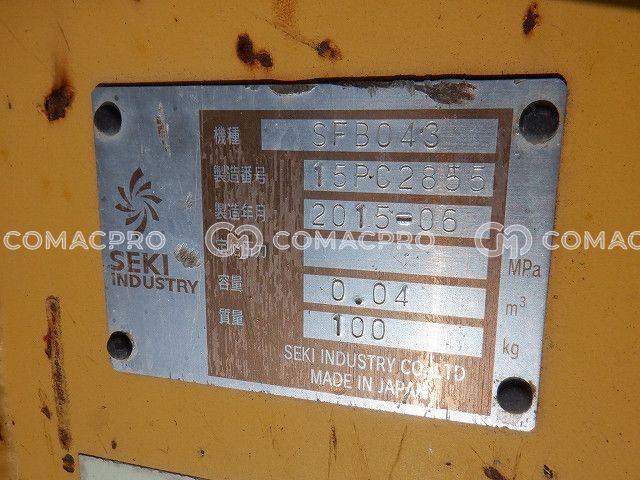 機種 SFB043
製造番号 15PC2855
製造年月 2015-06
MPa
容量 0.04 m³
質量 100 kg
SEKI INDUSTRY CO.,LTD
MADE IN JAPAN
SEKI
INDUSTRY
COMACPRO COMACPRO COMACPRO